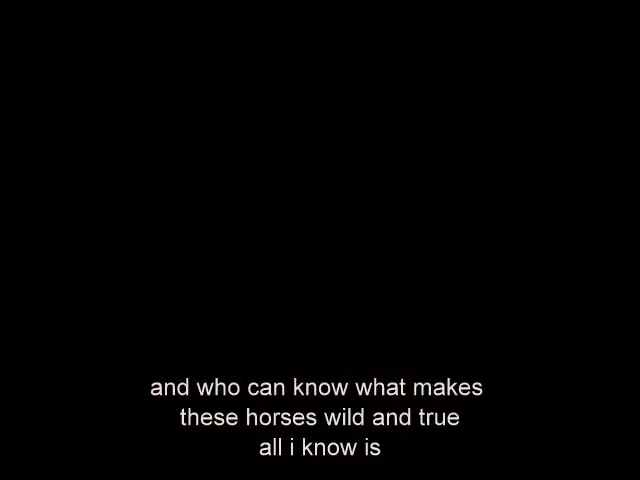 and who can know what makes
these horses wild and true
all i know is